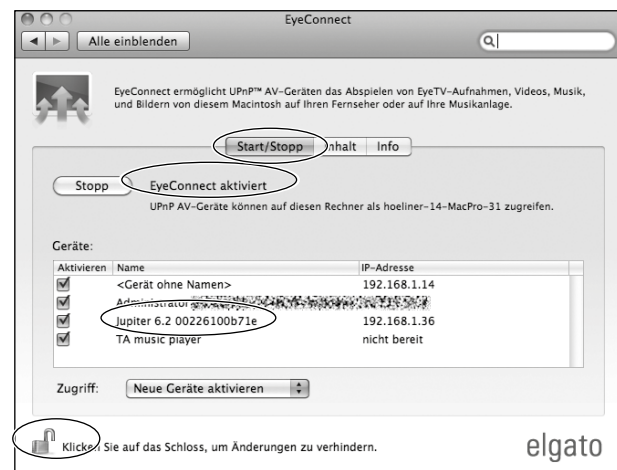 EyeConnect
Alle einblenden
EyeConnect ermöglicht UPnP™ AV-Geräten das Abspielen von EyeTV-Aufnahmen, Videos, Musik,
und Bildern von diesem Macintosh auf Ihren Fernseher oder auf Ihre Musikanlage.
Start/Stopp Inhalt Info
Stopp EyeConnect aktiviert
UPnP AV-Geräte können auf diesen Rechner als hoeliner-14-MacPro-31 zugreifen.
Geräte:
Aktivieren Name IP-Adresse
<Gerät ohne Namen> 192.168.1.14
Administrator
Jupiter 6.2 00226100b71e 192.168.1.36
TA music player nicht bereit
Zugriff: Neue Geräte aktivieren
Klicken Sie auf das Schloss, um Änderungen zu verhindern.
elgato